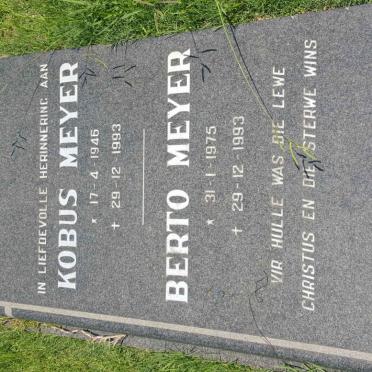 IN LIEFDEVOLLE HERINNERING AAN
KOBUS MEYER
* 17-4-1946
† 29-12-1993
BERTO MEYER
* 31-1-1975
† 29-12-1993
VIR HULLE WAS DIE LEWE
CHRISTUS EN DIE STERWE WINS